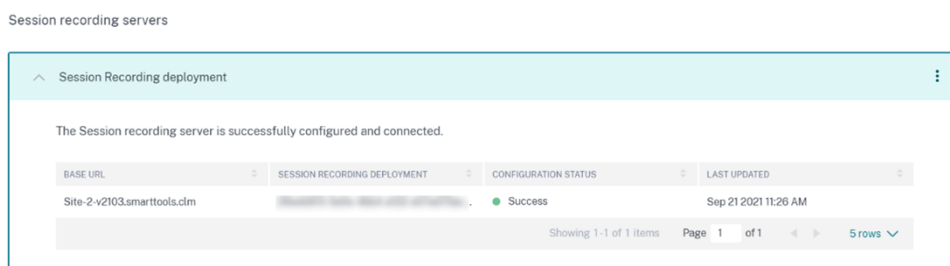 Session recording servers
Session Recording deployment
The Session recording server is successfully configured and connected.
BASE URL SESSION RECORDING DEPLOYMENT CONFIGURATION STATUS LAST UPDATED
Site-2-v2103.smarttools.clm Success Sep 21 2021 11:26 AM
Showing 1-1 of 1 items Page 1 of 1 5 rows